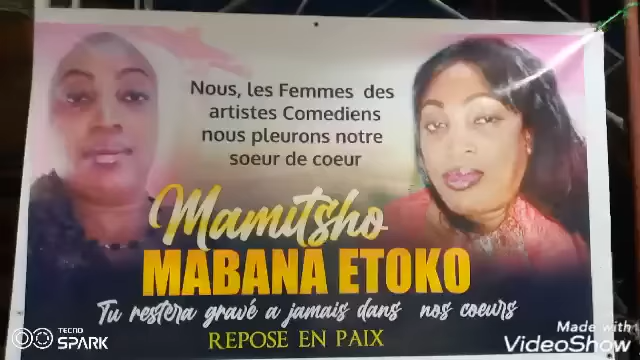 Nous, les Femmes des
artistes Comediens
nous pleurons notre
soeur de coeur
Mamitsho
MABANA ETOKO
Tu restera gravé a jamais dans nos coeurs
REPOSE EN PAIX
TECNO
SPARK
Made with
VideoShow